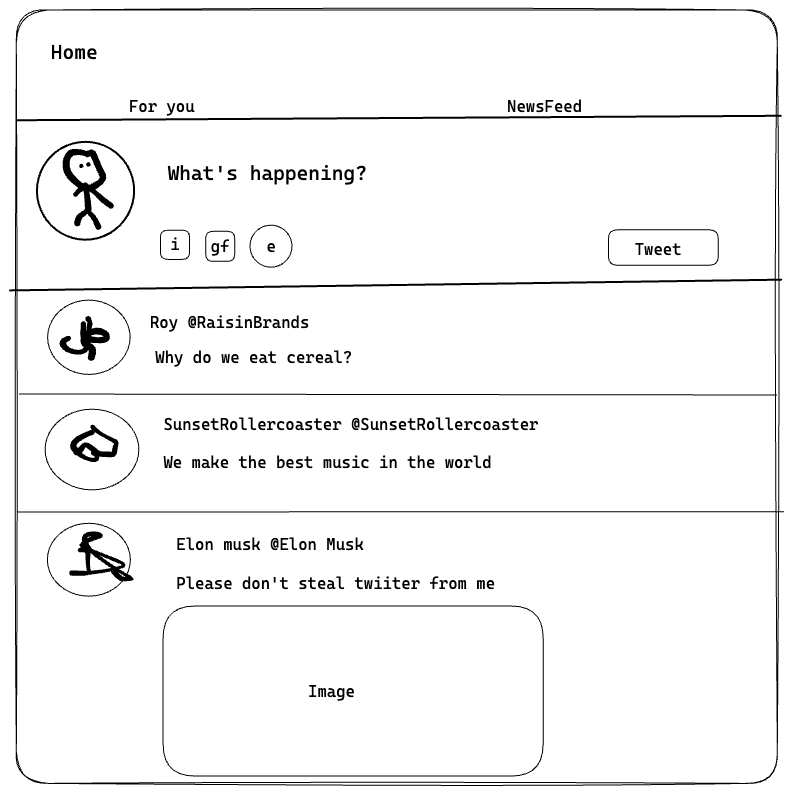 Home
For you NewsFeed
What's happening?
i gf e Tweet
Roy @RaisinBrands
Why do we eat cereal?
SunsetRollercoaster @SunsetRollercoaster
We make the best music in the world
Elon musk @Elon Musk
Please don't steal twiiter from me
Image